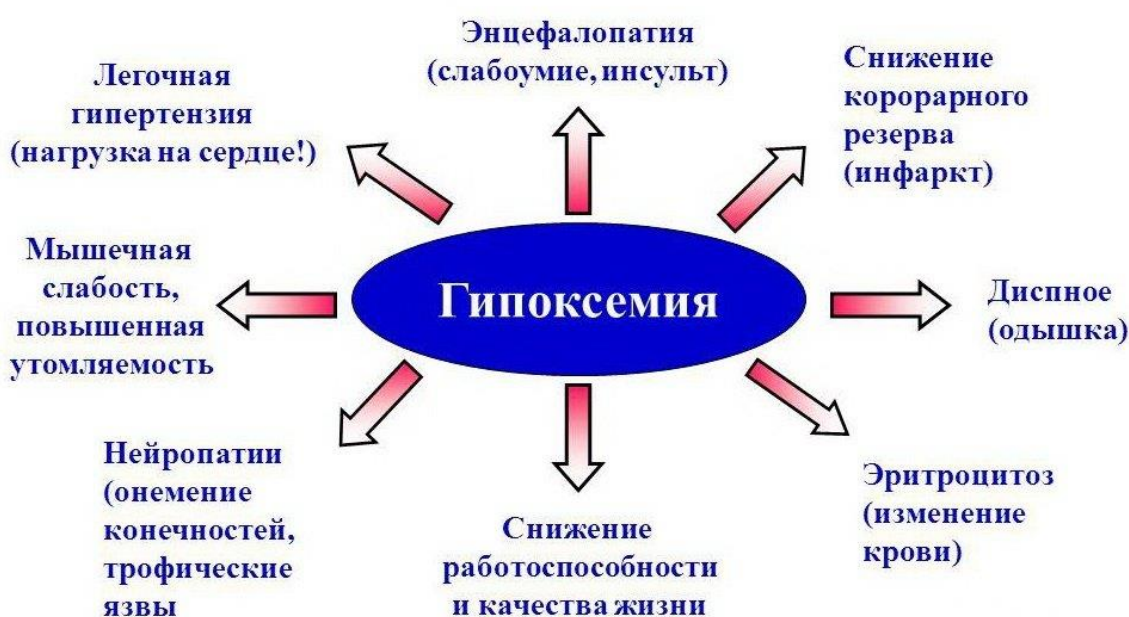 Энцефалопатия
(слабоумие, инсульт)
Легочная
гипертензия
(нагрузка на сердце!)
Снижение
корорарного
резерва
(инфаркт)
Мышечная
слабость,
повышенная
утомляемость
Гипоксемия
Диспное
(одышка)
Нейропатии
(онемение
конечностей,
трофические
язвы
Снижение
работоспособности
и качества жизни
Эритроцитоз
(изменение
крови)